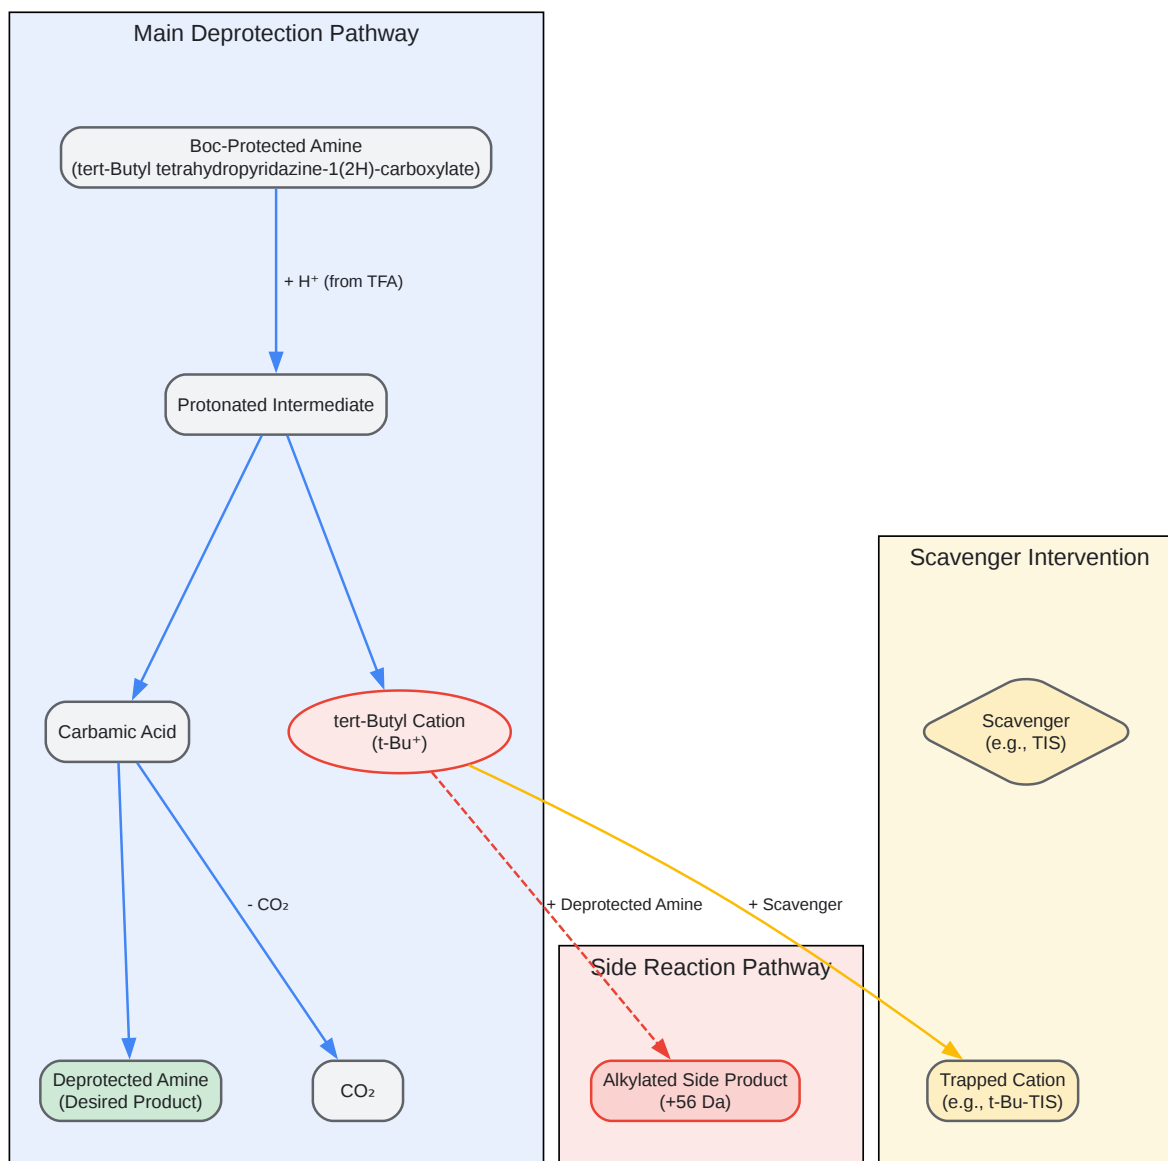 Main Deprotection Pathway
Boc-Protected Amine
(tert-Butyl tetrahydropyridazine-1(2H)-carboxylate)
+ H⁺ (from TFA)
Protonated Intermediate
Scavenger Intervention
Carbamic Acid
tert-Butyl Cation
(t-Bu⁺)
Scavenger
(e.g., TIS)
- CO₂
+ Deprotected Amine
+ Scavenger
Side Reaction Pathway
Deprotected Amine
(Desired Product)
CO₂
Alkylated Side Product
(+56 Da)
Trapped Cation
(e.g., t-Bu-TIS)